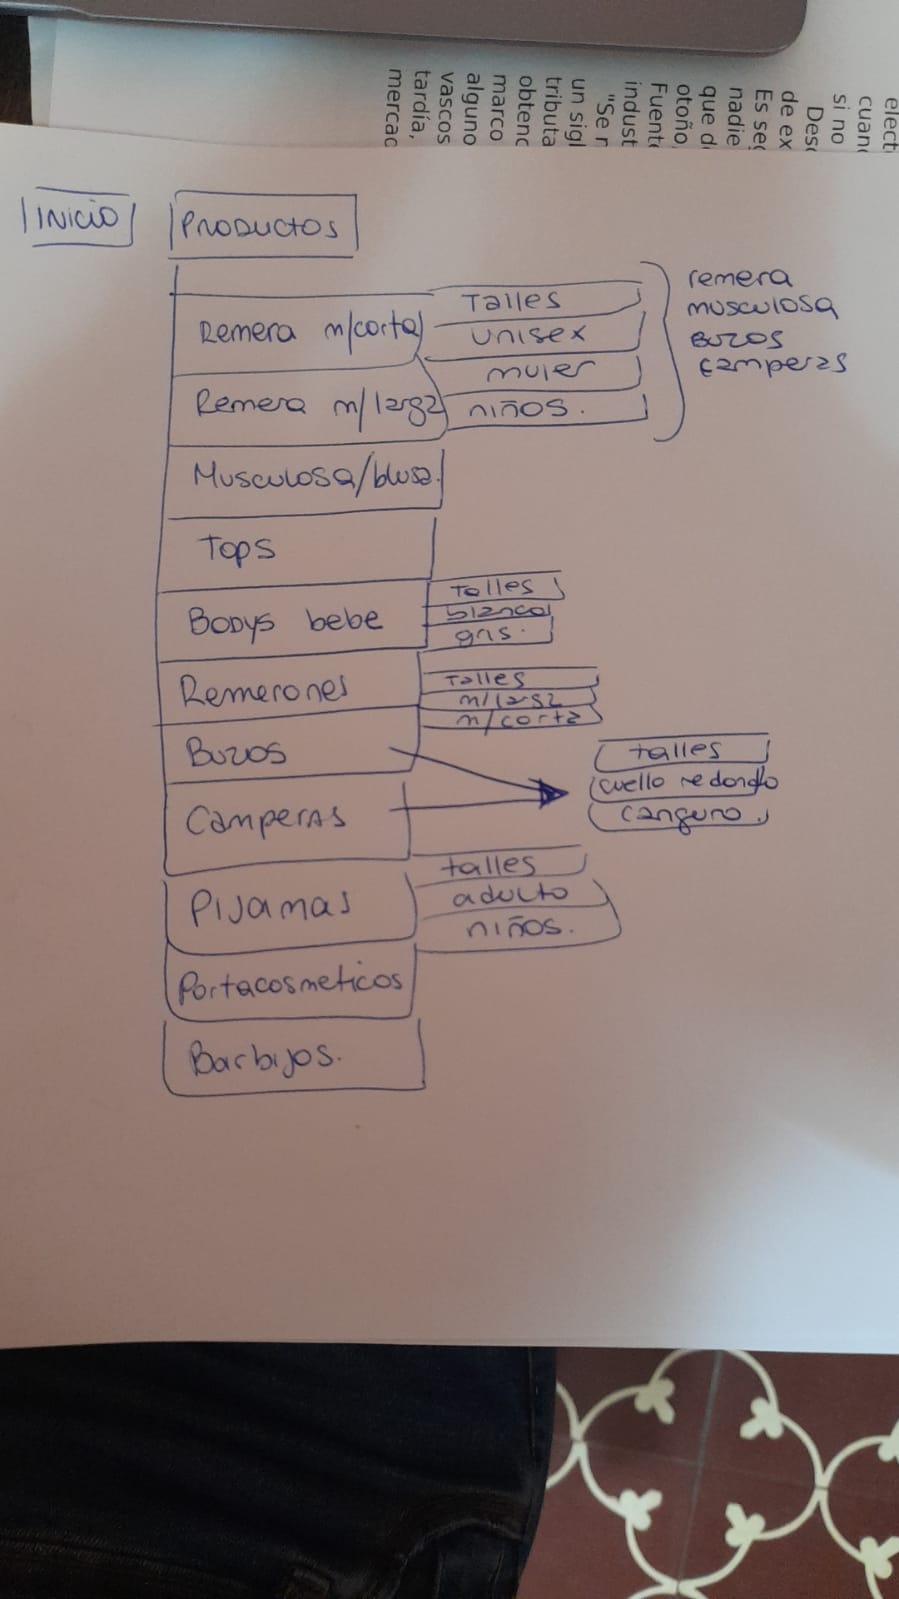 elect
cuan
si no
Desc
de ex
Es seg
nadie
que d
otoño
Fuent
indust
"Se r
un sigl
tributa
obtenc
marco
alguno
vascos
tardía,
mercad
INICIO
PRODUCTOS
Remera m/corta
Talles
unisex
mujer
niños.
remera
musculosa
Buzos
camperas
Remera m/larga
Musculosa/blusa.
Tops
Bodys bebe
Talles
blanco
gris.
Remerones
Talles
m/larga
m/corta
Buzos
talles
cuello redondo
canguro.
Camperas
Pijamas
talles
adulto
niños.
Portacosmeticos
Barbijos.